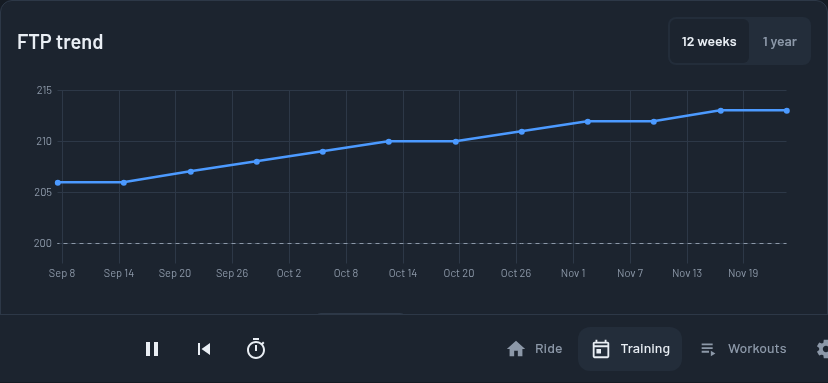 FTP trend
12 weeks 1 year
215
210
205
200
Sep 8 Sep 14 Sep 20 Sep 26 Oct 2 Oct 8 Oct 14 Oct 20 Oct 26 Nov 1 Nov 7 Nov 13 Nov 19
Ride Training Workouts